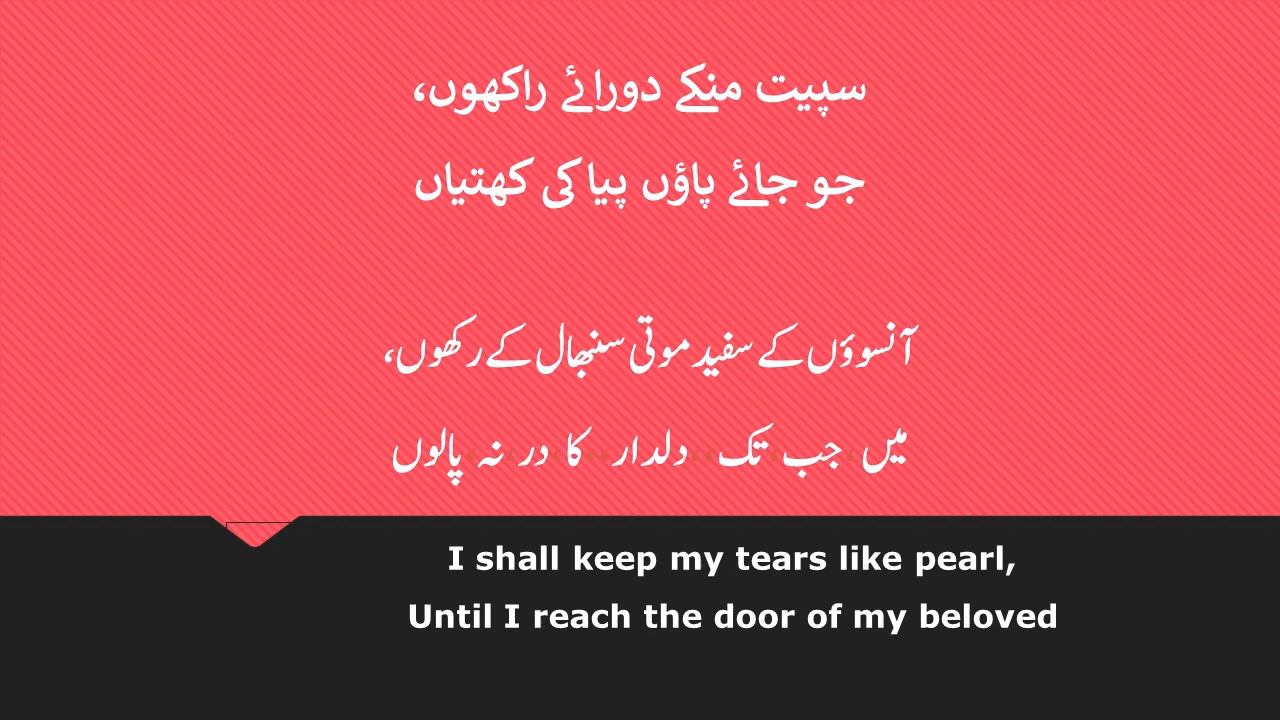 سپیت منکے دورائے راکھوں،
جو جائے پاؤں پیا کی کھتیاں
آنسوؤں کے سفید موتی سنبھال کے رکھوں،
میں جب تک دلدار کا در نہ پالوں
I shall keep my tears like pearl,
Until I reach the door of my beloved